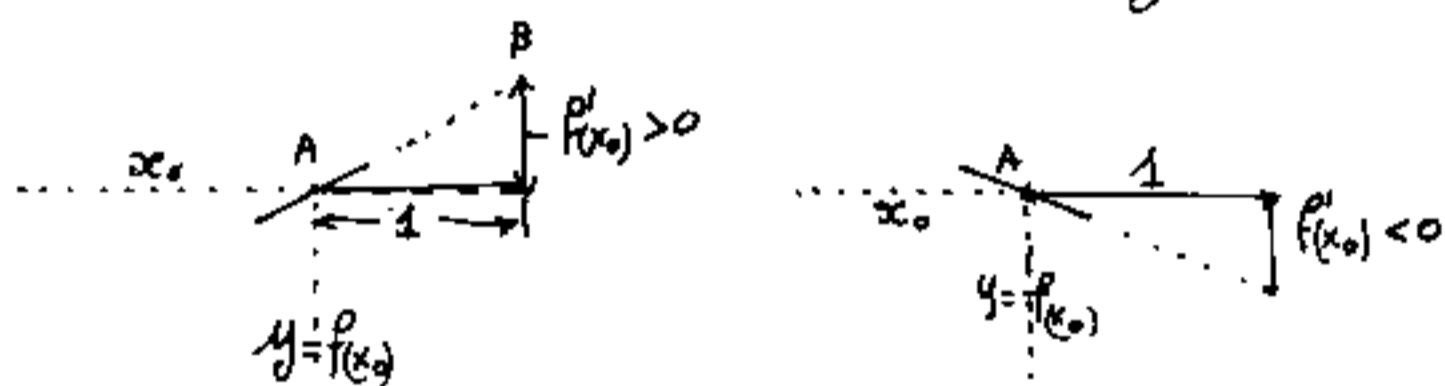 B
f'(x₀) > 0
A
x₀
1
y = f(x₀)
A
1
x₀
f'(x₀) < 0
y = f(x₀)